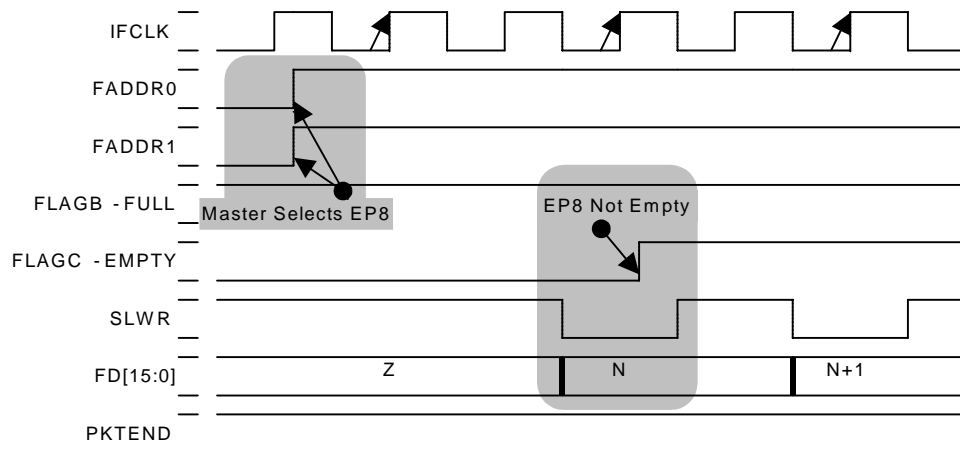 IFCLK
FADDR0
FADDR1
FLAGB - FULL
Master Selects EP8
EP8 Not Empty
FLAGC - EMPTY
SLWR
FD[15:0]
Z
N
N+1
PKTEND